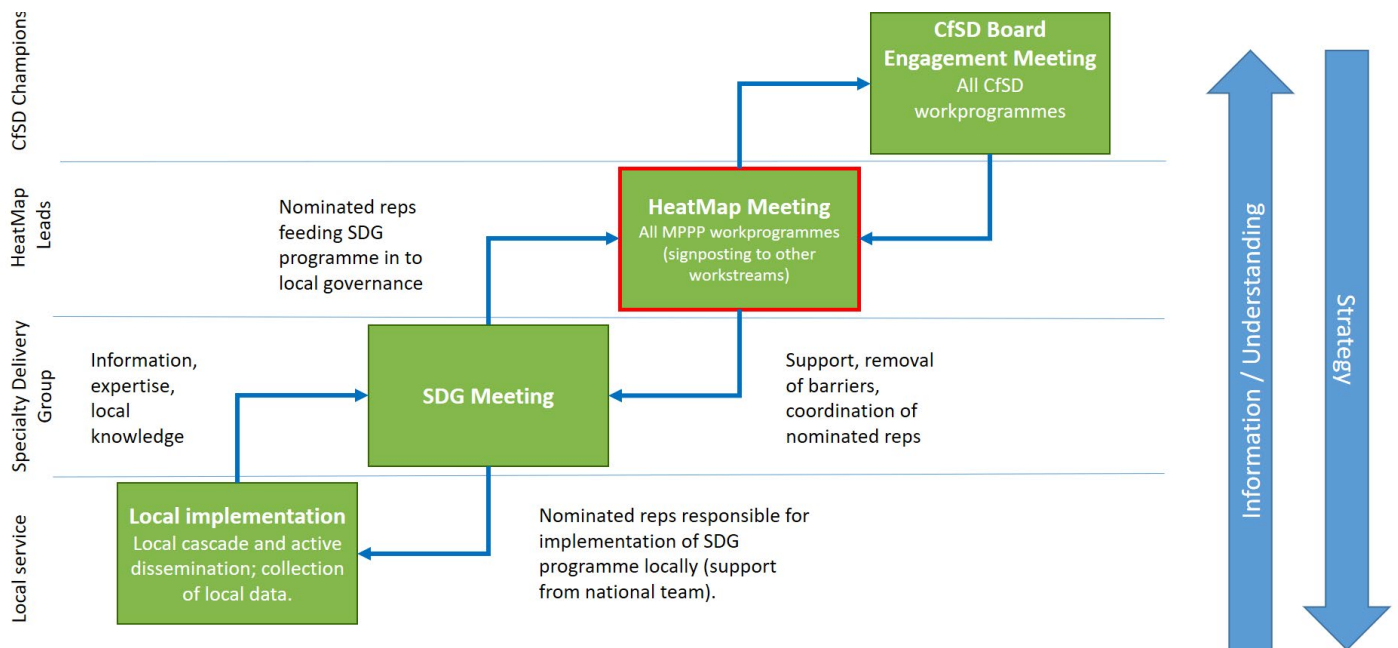 CfSD Champions
CfSD Board
Engagement Meeting
All CfSD
workprogrammes
HeatMap
Leads
Nominated reps
feeding SDG
programme in to
local governance
HeatMap Meeting
All MPPP workprogrammes
(signposting to other
workstreams)
Specialty Delivery
Group
Information,
expertise,
local
knowledge
SDG Meeting
Support, removal
of barriers,
coordination of
nominated reps
Local service
Local implementation
Local cascade and active
dissemination; collection
of local data.
Nominated reps responsible for
implementation of SDG
programme locally (support
from national team).
Information / Understanding
Strategy